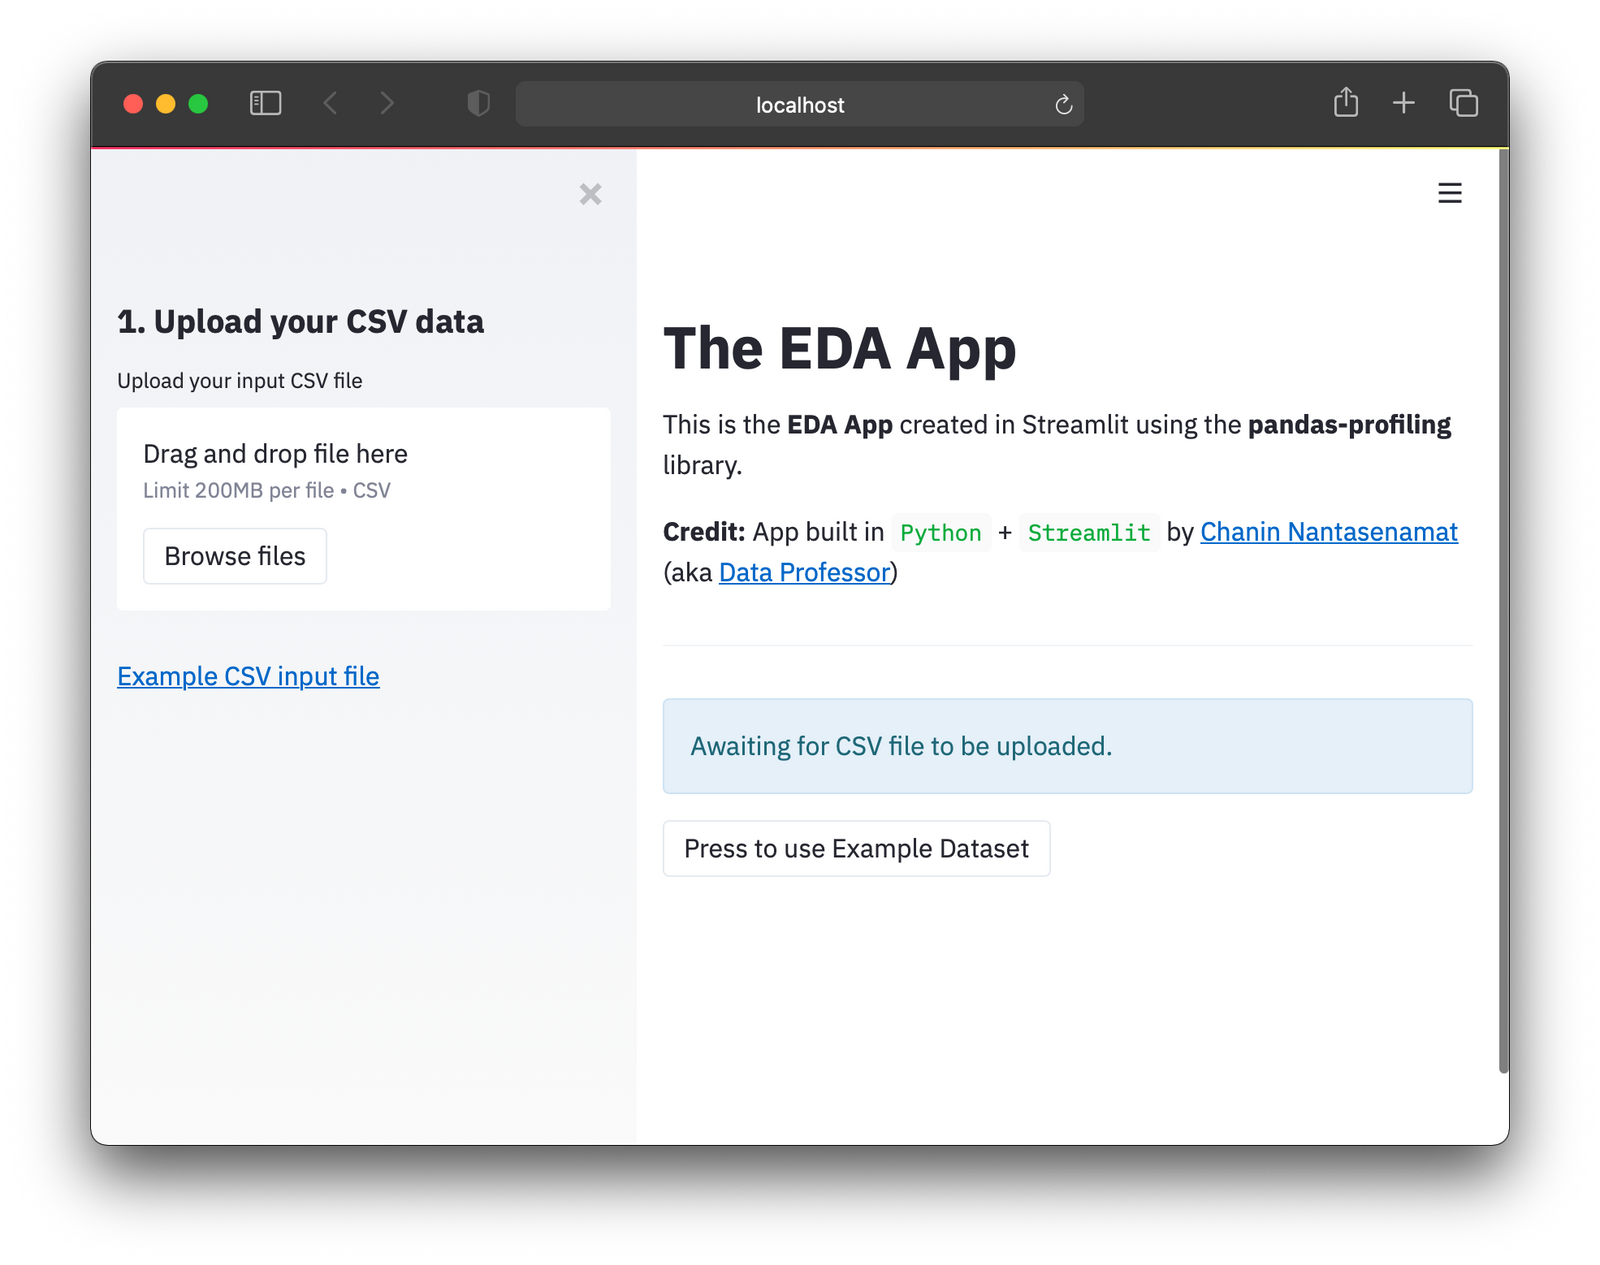 localhost
1. Upload your CSV data
Upload your input CSV file
Drag and drop file here
Limit 200MB per file • CSV
Browse files
Example CSV input file
The EDA App
This is the EDA App created in Streamlit using the pandas-profiling
library.
Credit: App built in Python + Streamlit by Chanin Nantasenamat
(aka Data Professor)
Awaiting for CSV file to be uploaded.
Press to use Example Dataset